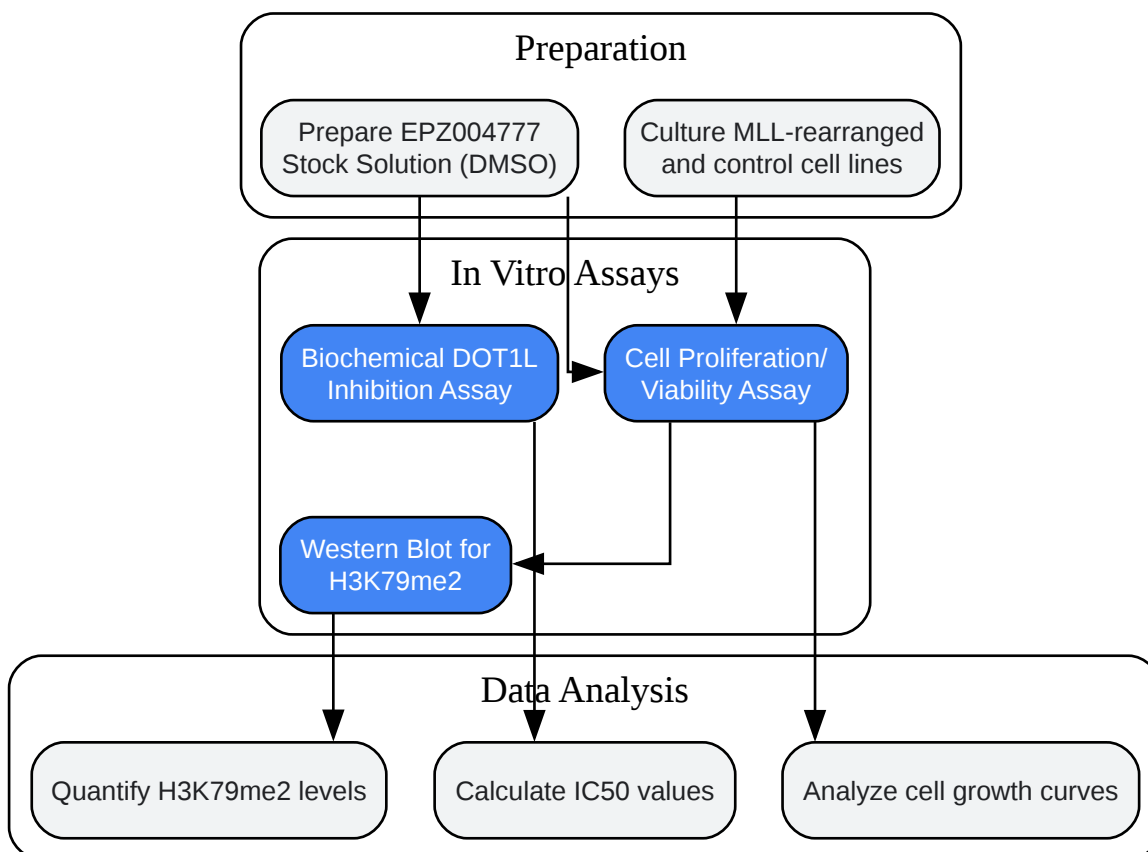 Preparation
Prepare EPZ004777
Stock Solution (DMSO)
Culture MLL-rearranged
and control cell lines
In Vitro Assays
Biochemical DOT1L
Inhibition Assay
Cell Proliferation/
Viability Assay
Western Blot for
H3K79me2
Data Analysis
Quantify H3K79me2 levels
Calculate IC50 values
Analyze cell growth curves